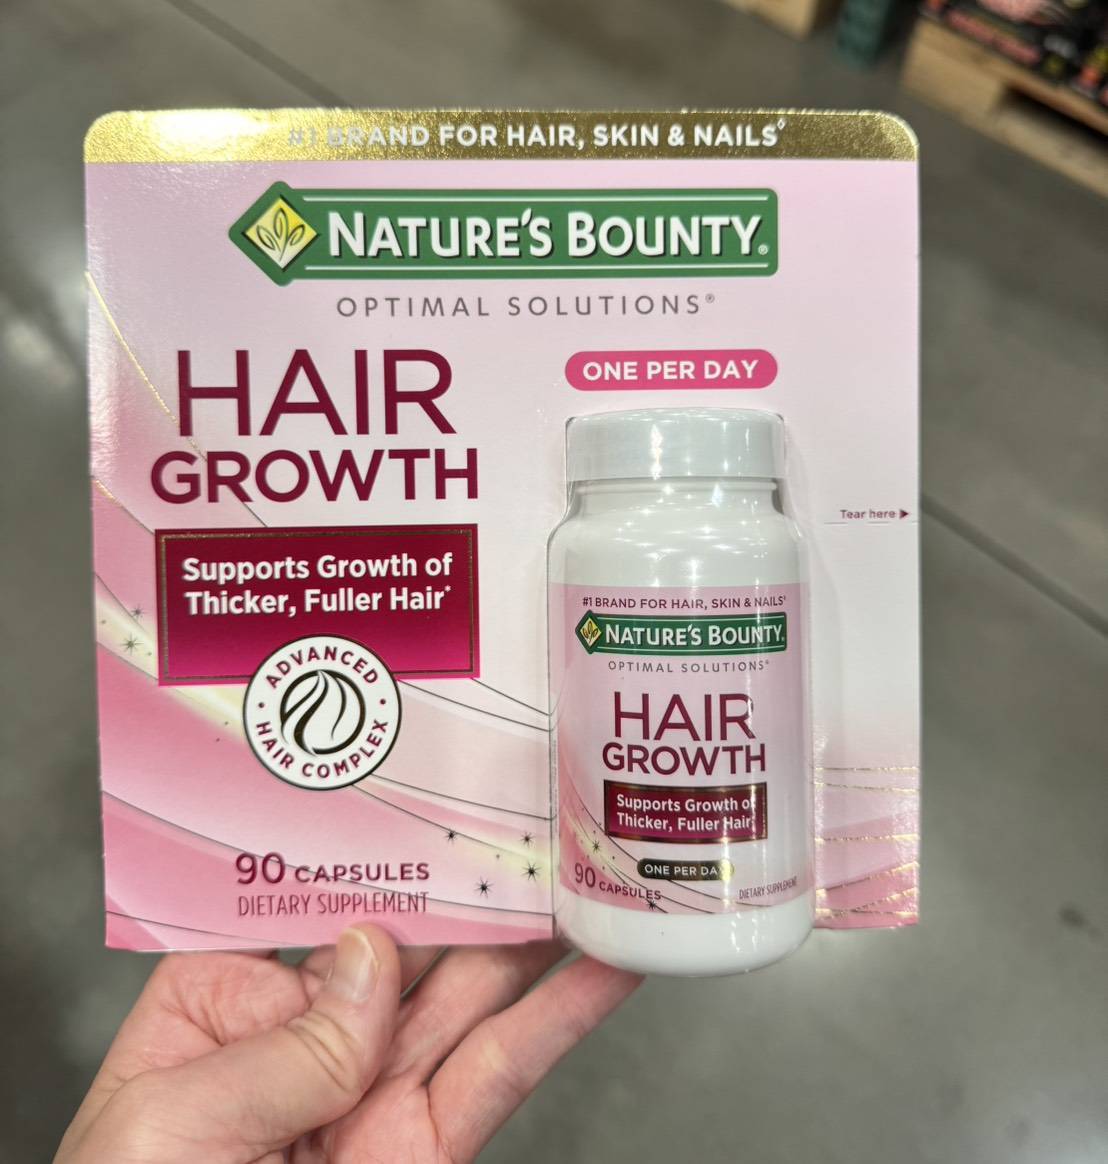 #1 BRAND FOR HAIR, SKIN & NAILS◊
NATURE'S BOUNTY®
OPTIMAL SOLUTIONS®
HAIR
GROWTH
ONE PER DAY
Supports Growth of
Thicker, Fuller Hair*
ADVANCED
HAIR COMPLEX
90 CAPSULES
DIETARY SUPPLEMENT
Tear here
#1 BRAND FOR HAIR, SKIN & NAILS◊
NATURE'S BOUNTY®
OPTIMAL SOLUTIONS®
HAIR
GROWTH
Supports Growth of
Thicker, Fuller Hair*
ONE PER DAY
90 CAPSULES
DIETARY SUPPLEMENT